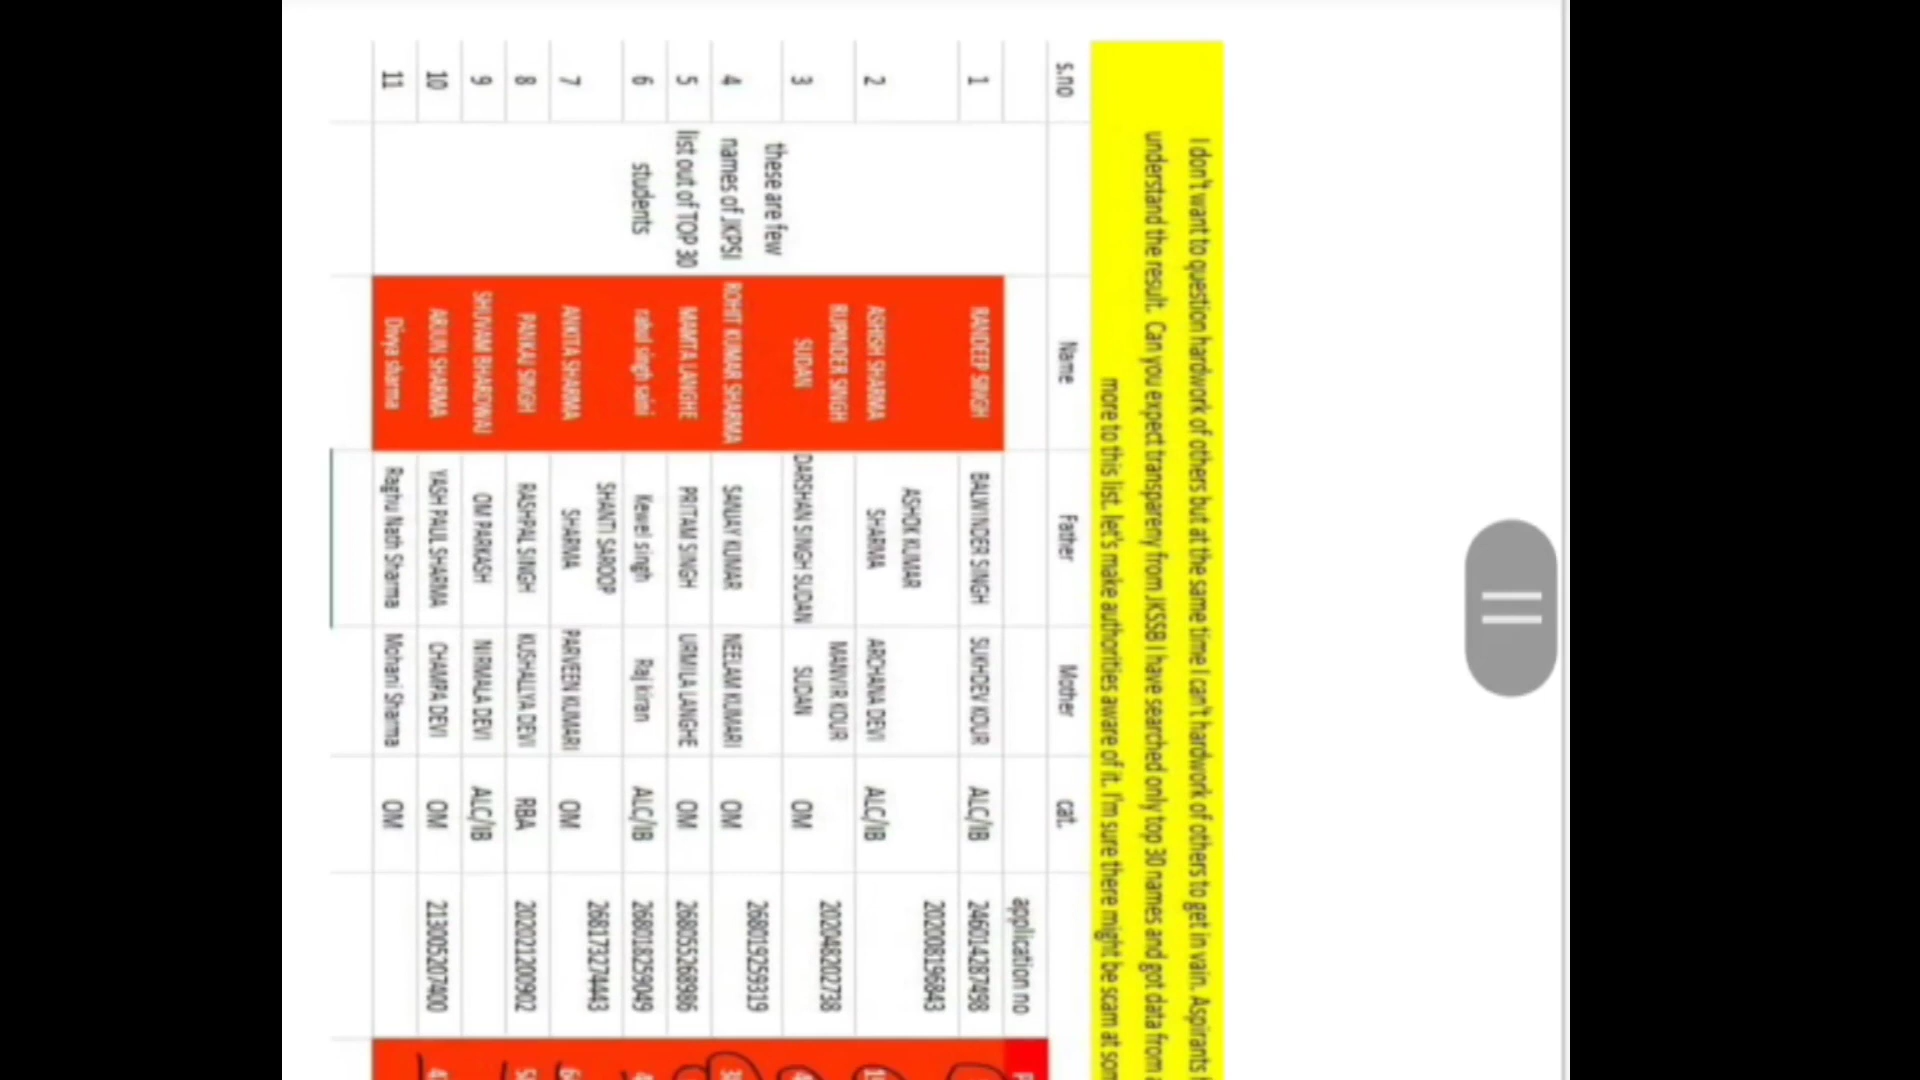 I don't want to question hardwork of others but at the same time I can't hardwork of others to get in vain. Aspirants
understand the result. Can you expect transpareny from JKSSB I have searched only top 30 names and got data from
more to this list. let's make authorities aware of it. I'm sure there might be scam at
s.no Name Father Mother cat. application no
1 RANDEEP SINGH BALWINDER SINGH SUKHDEV KOUR ALC/IB 246014287498
2 ASHISH SHARMA ASHOK KUMAR SHARMA ARCHANA DEVI ALC/IB 202008196843
3 RUPINDER SINGH SUDAN DARSHAN SINGH SUDAN MANVIR KOUR SUDAN OM 202048202738
these are few
names of JKPSI
list out of TOP 30
students
4 ROHIT KUMAR SHARMA SANJAY KUMAR NEELAM KUMARI OM 268019259319
5 MAMTA LANGHE PRITAM SINGH URMILA LANGHE OM 268055268986
6 rahul singh saini Kewel singh Raj kiran ALC/IB 268018259049
7 ANKITA SHARMA SHANTI SAROOP SHARMA PARVEEN KUMARI OM 268173274443
8 PANKAJ SINGH RASHPAL SINGH KUSHALLYA DEVI RBA 202021200902
9 SHUVAM BHARDWAJ OM PARKASH NIRMALA DEVI ALC/IB
10 ARJUN SHARMA YASH PAUL SHARMA CHAMPA DEVI OM 213005207400
11 Divya sharma Raghu Nath Sharma Mohani Sharma OM